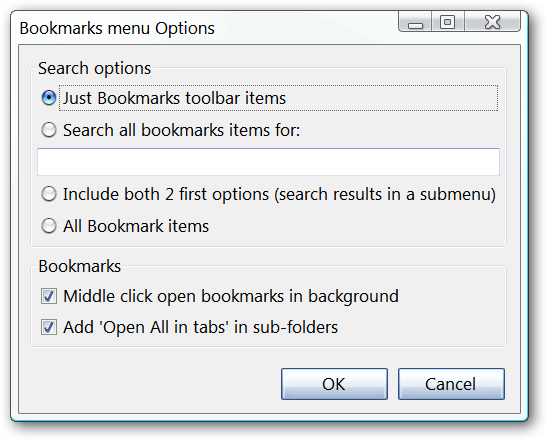 Bookmarks menu Options
Search options
Just Bookmarks toolbar items
Search all bookmarks items for:
Include both 2 first options (search results in a submenu)
All Bookmark items
Bookmarks
Middle click open bookmarks in background
Add 'Open All in tabs' in sub-folders
OK Cancel